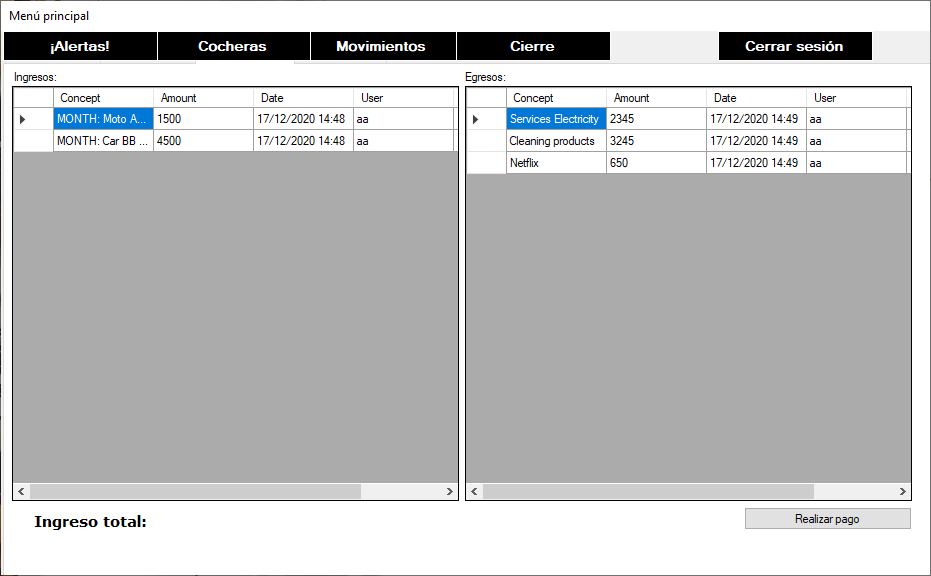 Menú principal
¡Alertas! Cocheras Movimientos Cierre Cerrar sesión
Ingresos: Egresos:
Concept Amount Date User
MONTH: Moto A... 1500 17/12/2020 14:48 aa
MONTH: Car BB ... 4500 17/12/2020 14:48 aa
Concept Amount Date User
Services Electricity 2345 17/12/2020 14:49 aa
Cleaning products 3245 17/12/2020 14:49 aa
Netflix 650 17/12/2020 14:49 aa
Ingreso total:
Realizar pago